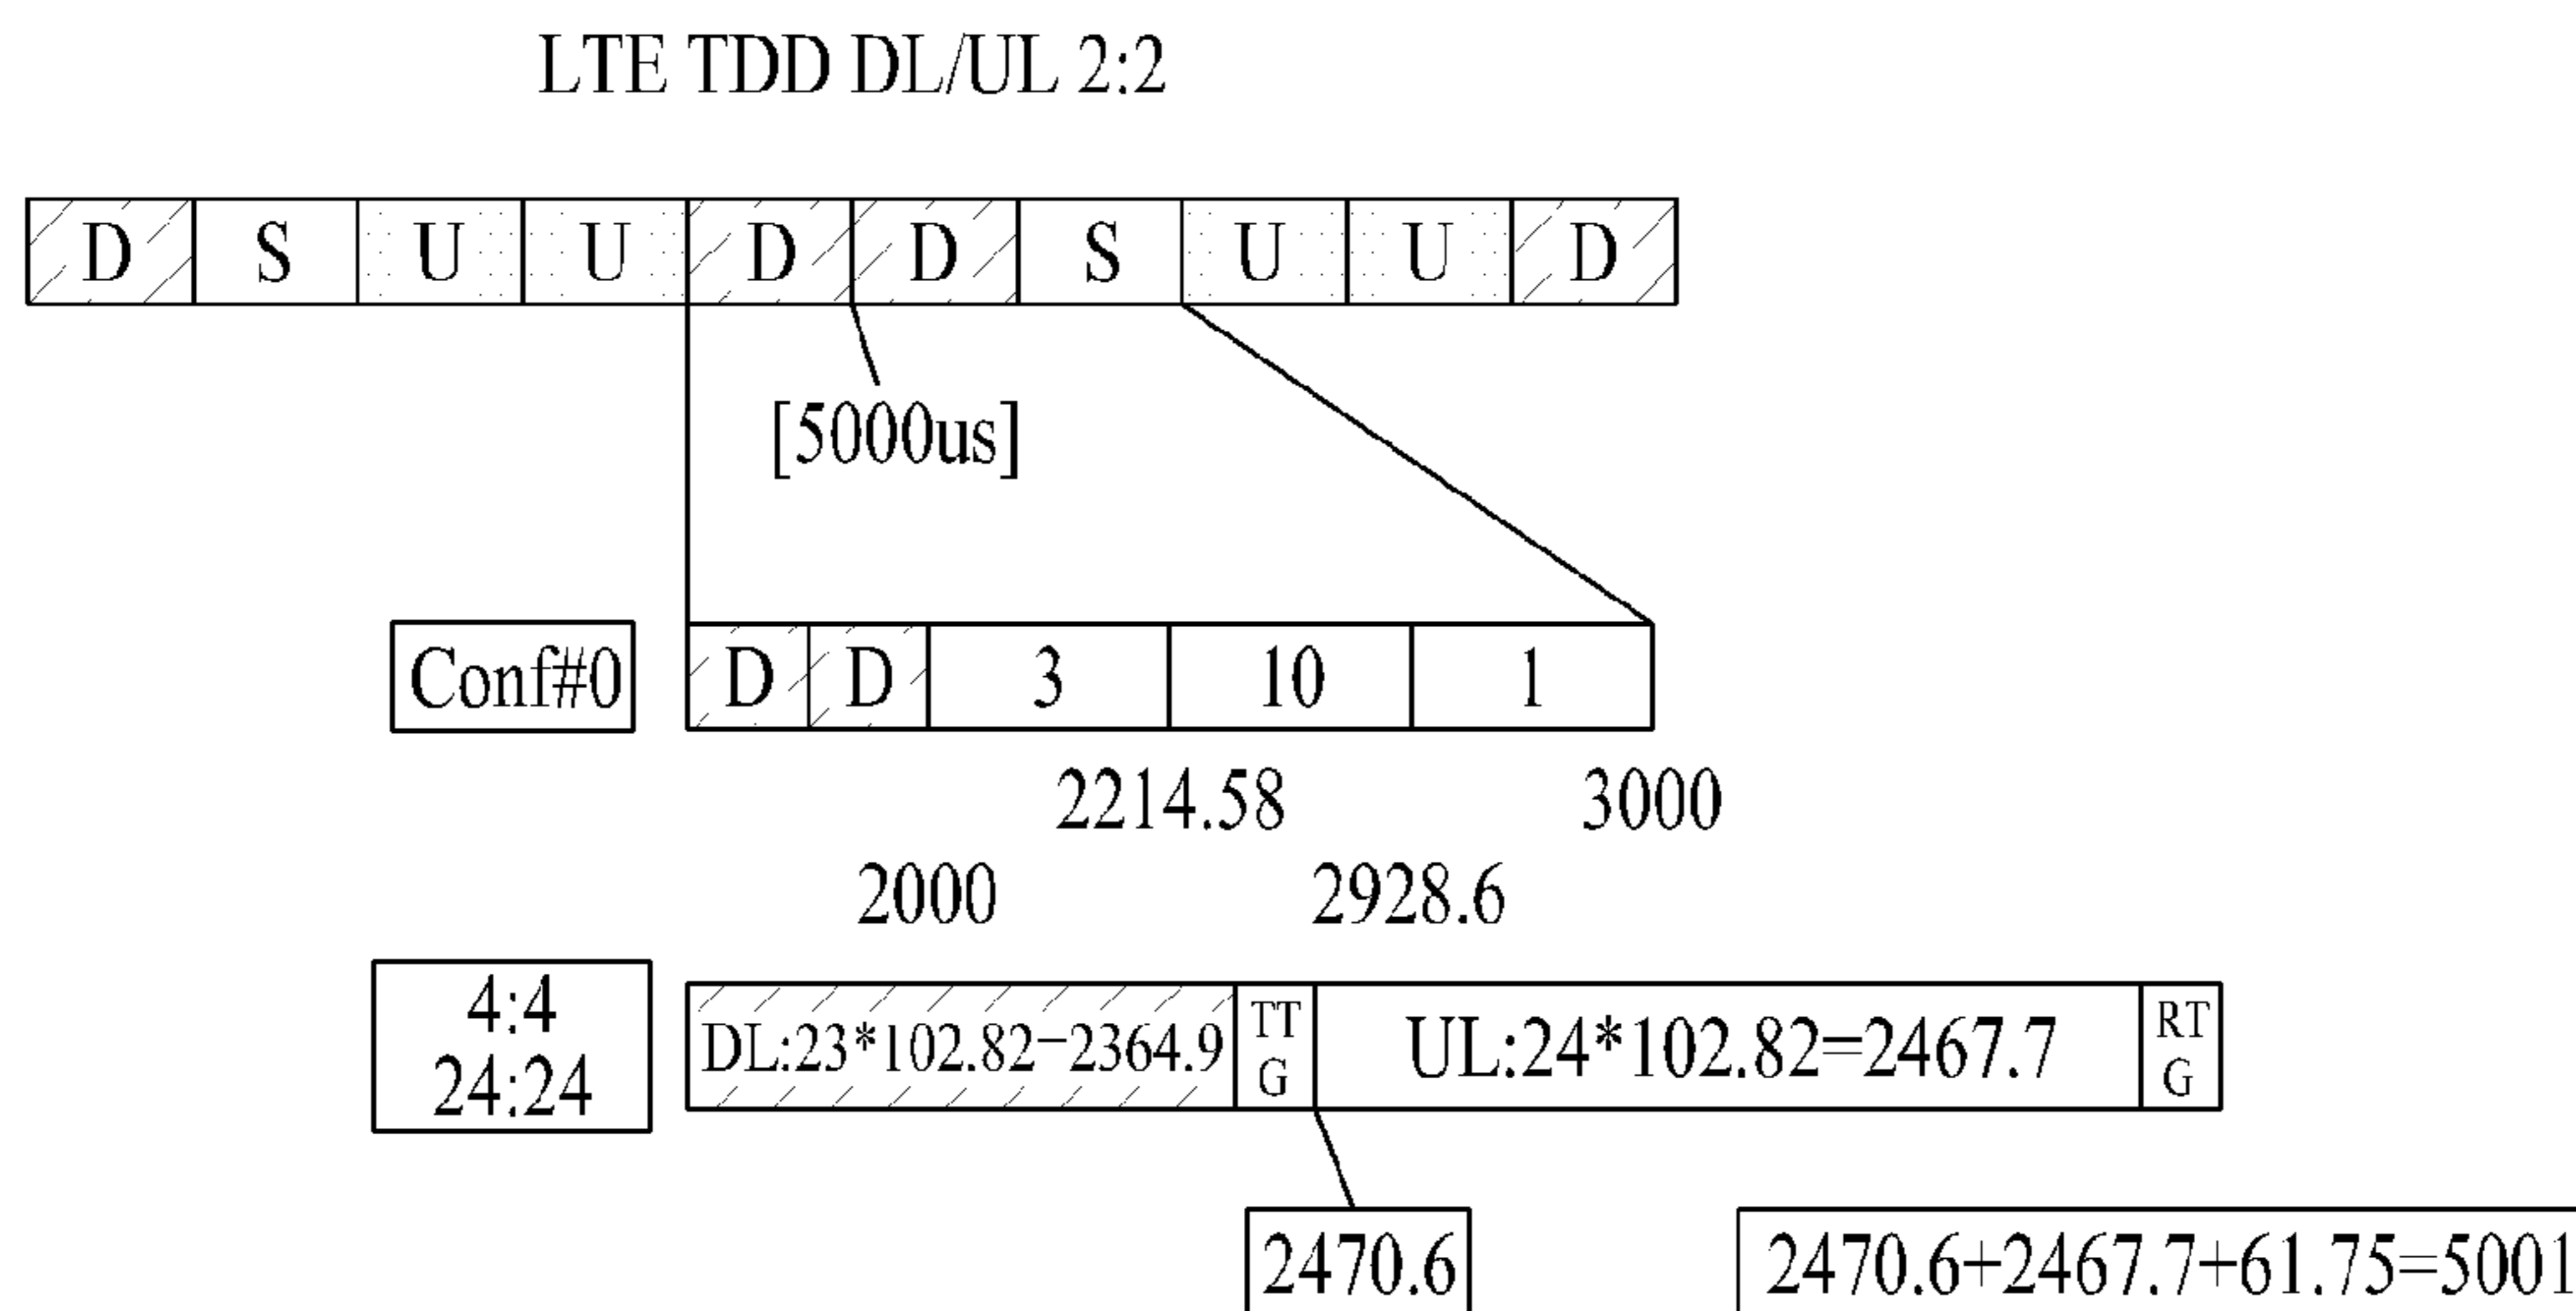 LTE TDD DL/UL 2:2
D S U U D D S U U D
[5000us]
Conf#0
D D 3 10 1
2214.58 3000
2000 2928.6
4:4
24:24
DL:23*102.82-2364.9
TT
G
UL:24*102.82=2467.7
RT
G
2470.6
2470.6+2467.7+61.75=5001